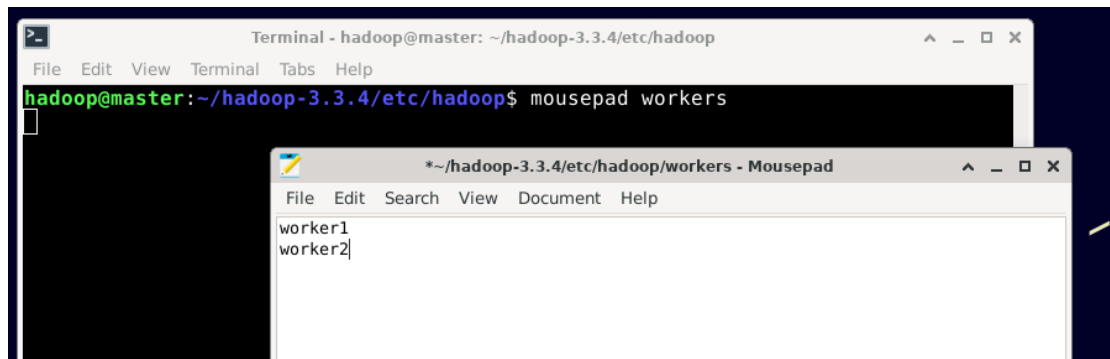 Terminal - hadoop@master: ~/hadoop-3.3.4/etc/hadoop
File Edit View Terminal Tabs Help
hadoop@master:~/hadoop-3.3.4/etc/hadoop$ mousepad workers
*~/hadoop-3.3.4/etc/hadoop/workers - Mousepad
File Edit Search View Document Help
worker1
worker2